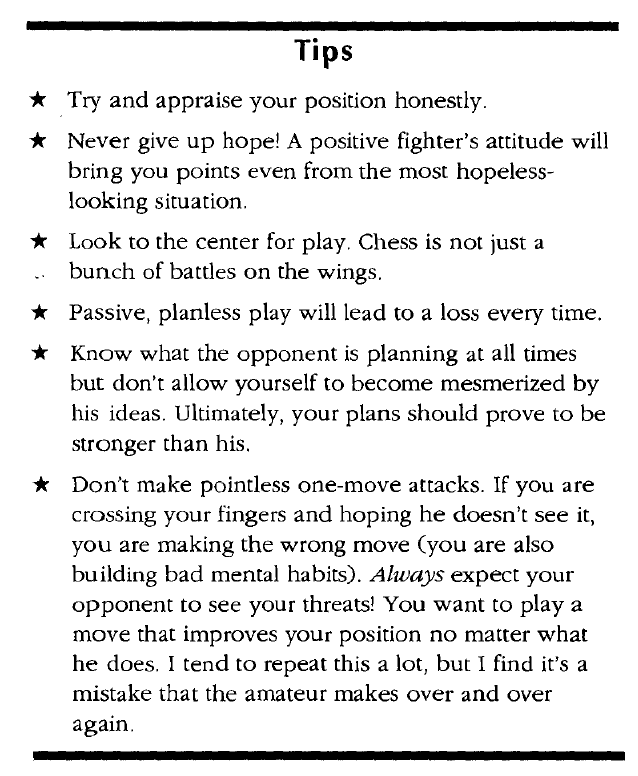 Tips
★ Try and appraise your position honestly.
★ Never give up hope! A positive fighter's attitude will
bring you points even from the most hopeless-
looking situation.
★ Look to the center for play. Chess is not just a
bunch of battles on the wings.
★ Passive, planless play will lead to a loss every time.
★ Know what the opponent is planning at all times
but don't allow yourself to become mesmerized by
his ideas. Ultimately, your plans should prove to be
stronger than his.
★ Don't make pointless one-move attacks. If you are
crossing your fingers and hoping he doesn't see it,
you are making the wrong move (you are also
building bad mental habits). Always expect your
opponent to see your threats! You want to play a
move that improves your position no matter what
he does. I tend to repeat this a lot, but I find it's a
mistake that the amateur makes over and over
again.